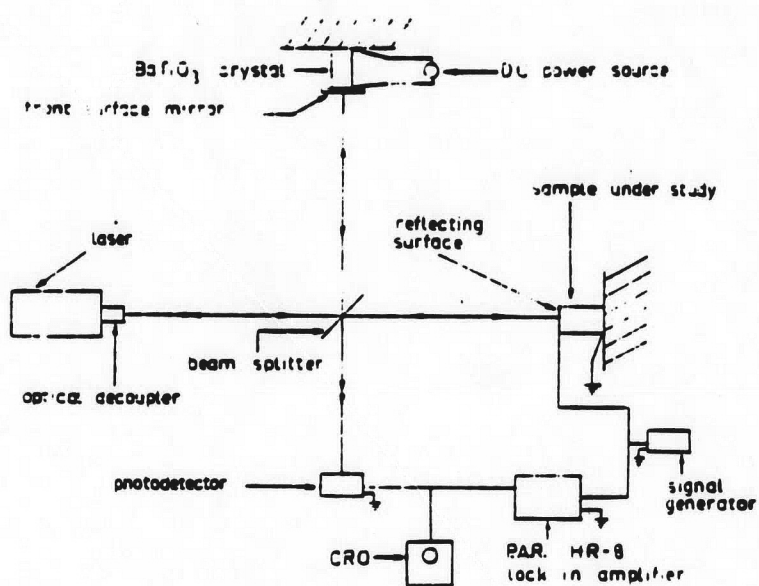 BaTiO3 crystal
DC power source
front surface mirror
sample under study
reflecting
surface
laser
beam splitter
optical decoupler
photodetector
signal
generator
CRO
P.A.R. HR-8
lock in amplifier